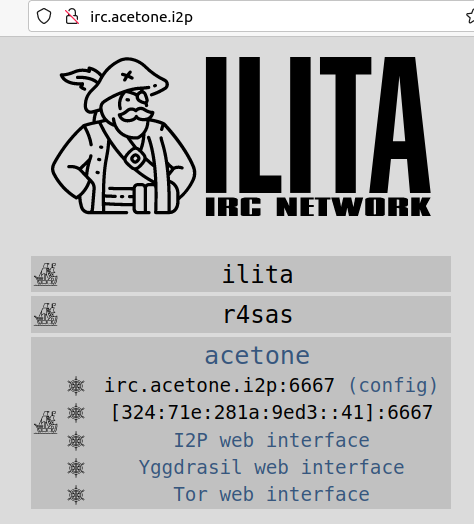 irc.acetone.i2p
ILITA
IRC NETWORK
ilita
r4sas
acetone
irc.acetone.i2p:6667 (config)
[324:71e:281a:9ed3::41]:6667
I2P web interface
Yggdrasil web interface
Tor web interface